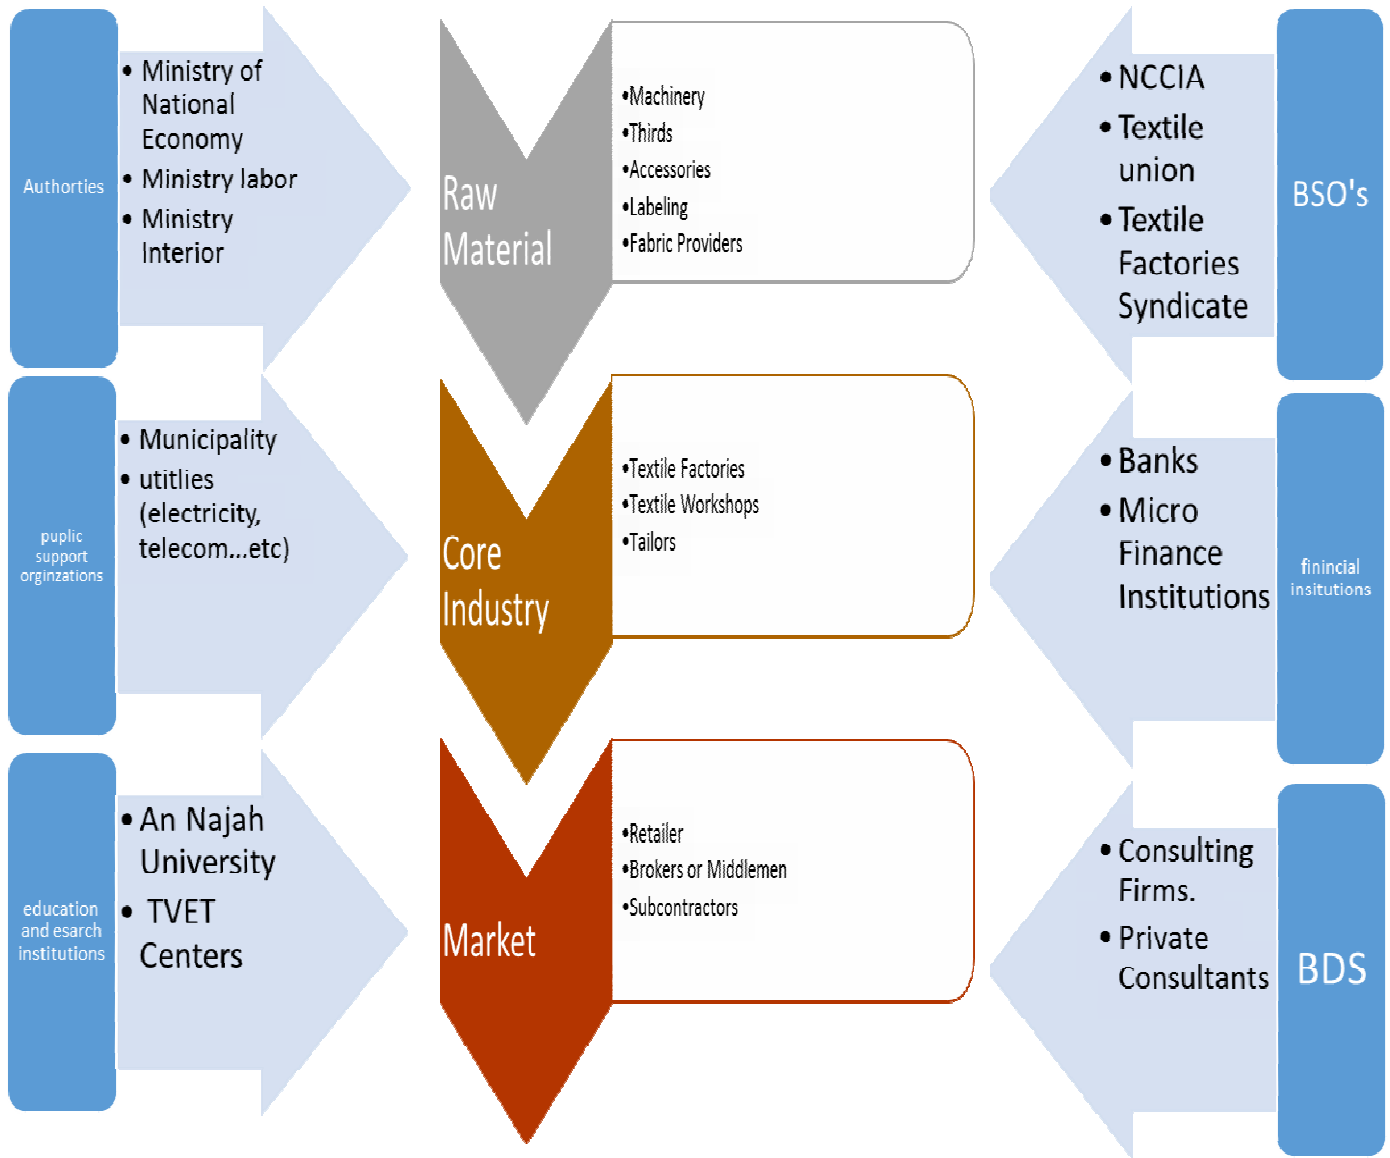 Authorties
• Ministry of
National
Economy
• Ministry labor
• Ministry
Interior
puplic
support
orginzations
• Municipality
• utitlies
(electricity,
telecom...etc)
education
and esarch
institutions
• An Najah
University
• TVET
Centers
Raw
Material
•Machinery
•Thirds
•Accessories
•Labeling
•Fabric Providers
Core
Industry
•Textile Factories
•Textile Workshops
•Tailors
Market
•Retailer
•Brokers or Middlemen
•Subcontractors
• NCCIA
• Textile
union
• Textile
Factories
Syndicate
BSO's
• Banks
• Micro
Finance
Institutions
finincial
insitutions
• Consulting
Firms.
• Private
Consultants
BDS